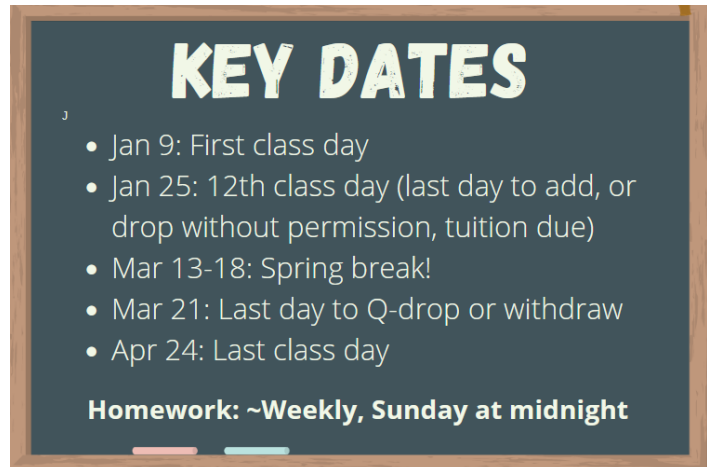 KEY DATES
J
• Jan 9: First class day
• Jan 25: 12th class day (last day to add, or
drop without permission, tuition due)
• Mar 13-18: Spring break!
• Mar 21: Last day to Q-drop or withdraw
• Apr 24: Last class day
Homework: ~Weekly, Sunday at midnight